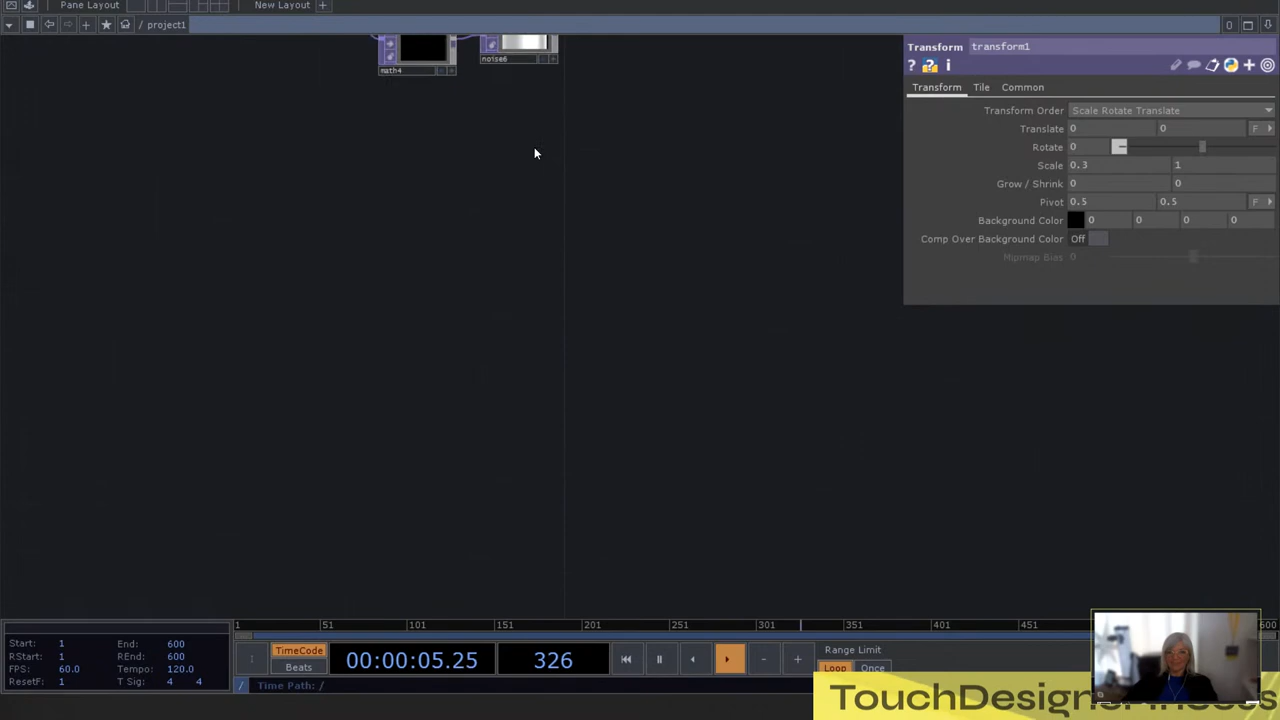 Pane Layout New Layout +
/ project1 0
math4 noise6
Transform transform1
? ? i
Transform Tile Common
Transform Order Scale Rotate Translate
Translate 0 0 F
Rotate 0
Scale 0.3 1
Grow / Shrink 0 0
Pivot 0.5 0.5 F
Background Color 0 0 0 0
Comp Over Background Color Off
Mipmap Bias 0
1 51 101 151 201 251 301 351 401 451 600
Start: 1 End: 600
RStart: 1 REnd: 600
FPS: 60.0 Tempo: 120.0
ResetF: 1 T Sig: 4 4
TimeCode
Beats
00:00:05.25 326
Range Limit
Loop Once
/ Time Path: /